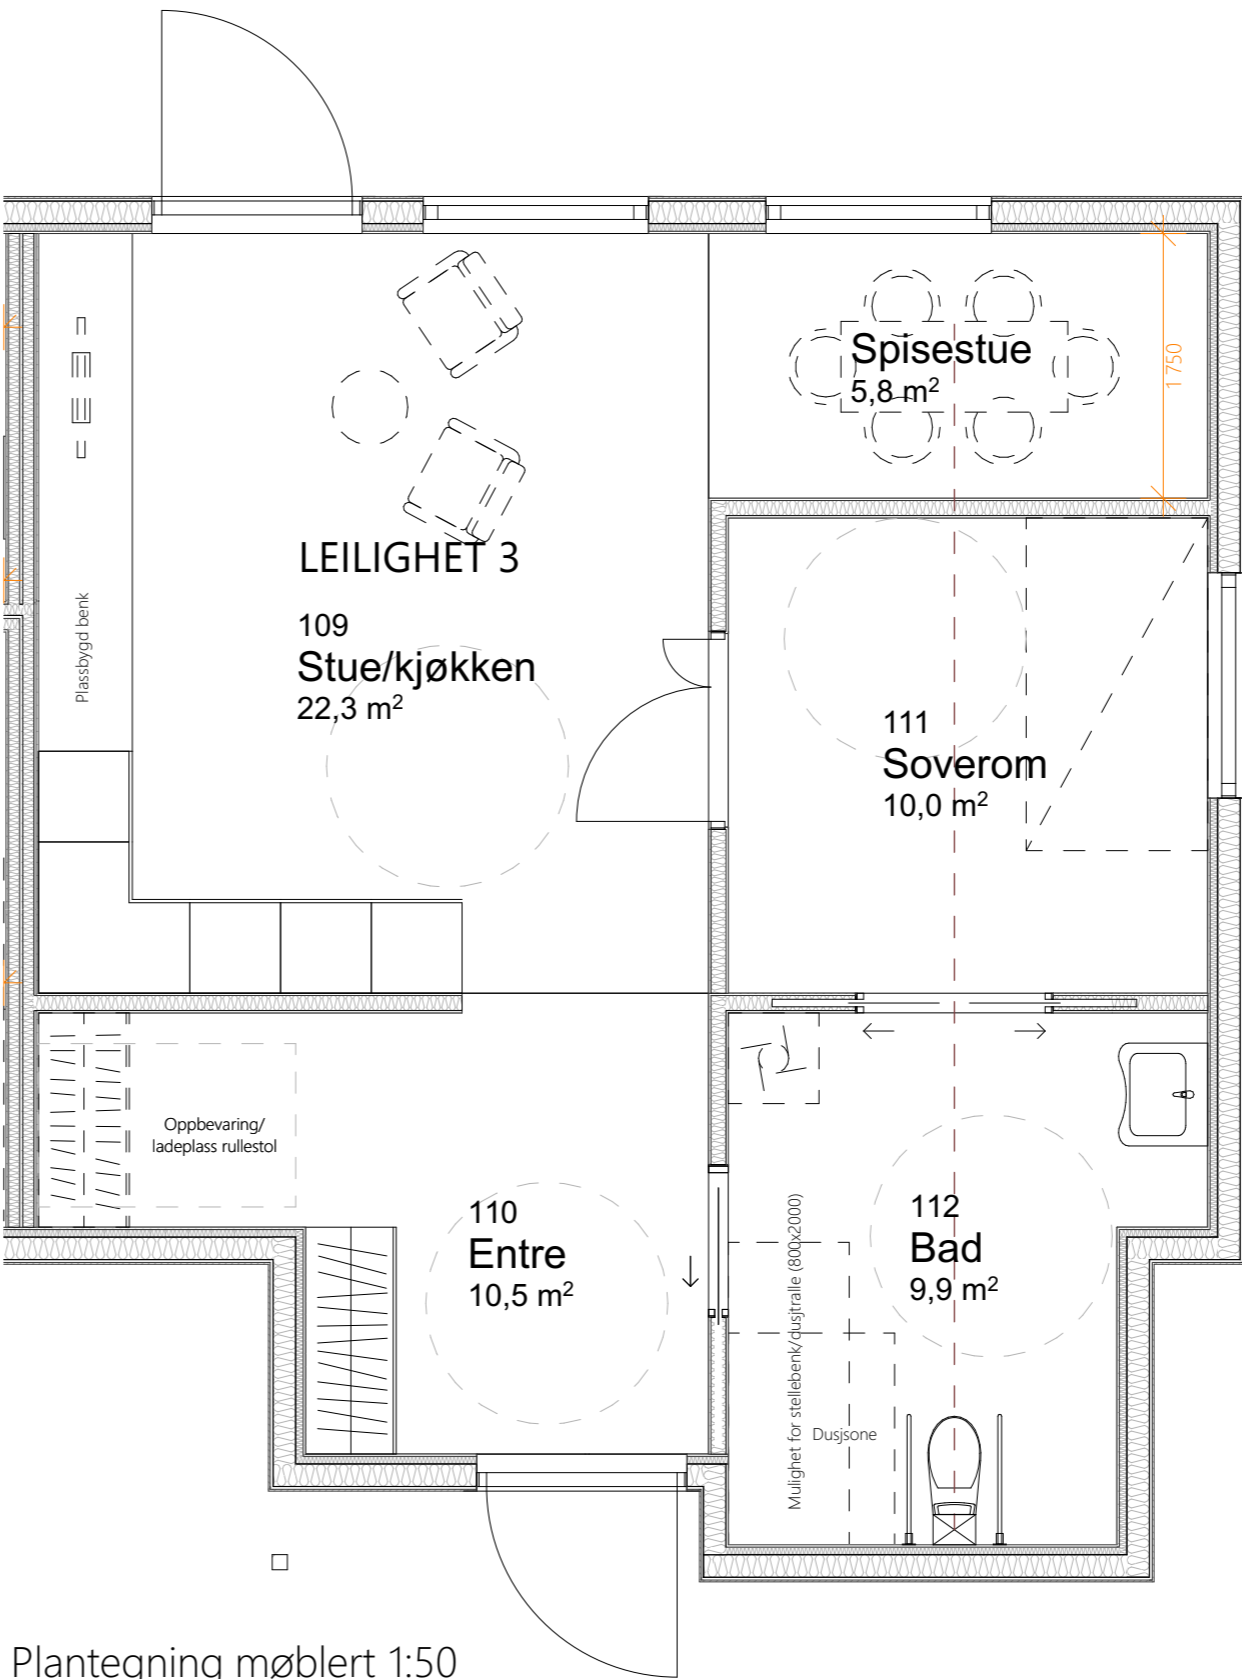 Spisestue
5,8 m²
1 750
LEILIGHET 3
109
Stue/kjøkken
22,3 m²
Plassbygd benk
111
Soverom
10,0 m²
Oppbevaring/
ladeplass rullestol
110
Entre
10,5 m²
112
Bad
9,9 m²
Mulighet for stellebenk/dusjtralle (800x2000)
Dusjsone
Plantegning møblert 1:50